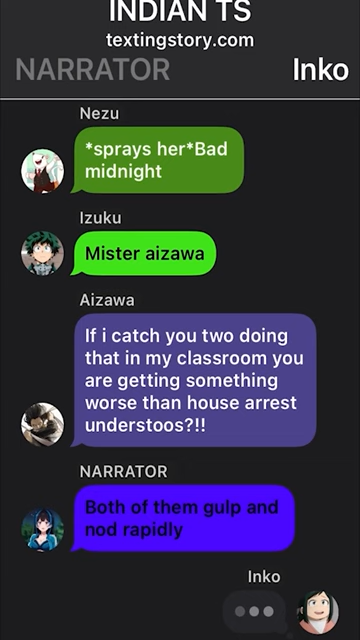 INDIAN TS
textingstory.com
NARRATOR Inko
Nezu
*sprays her*Bad
midnight
Izuku
Mister aizawa
Aizawa
If i catch you two doing
that in my classroom you
are getting something
worse than house arrest
understoos?!!
NARRATOR
Both of them gulp and
nod rapidly
Inko